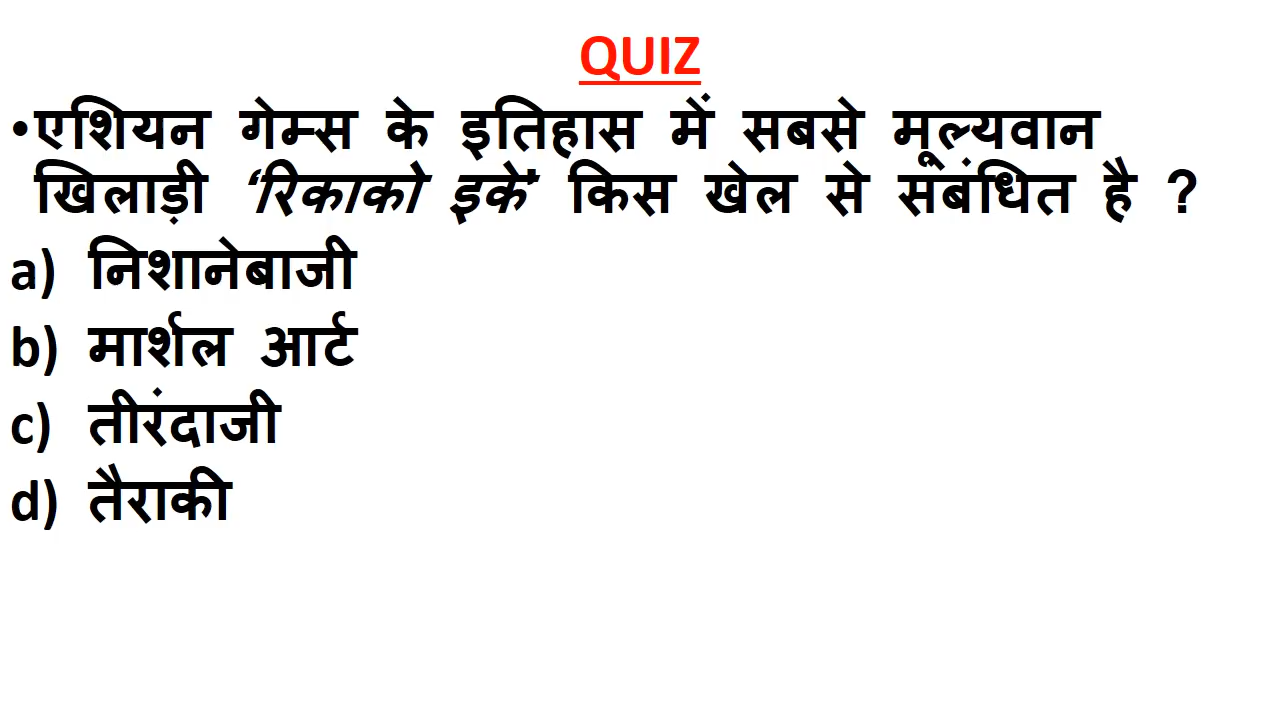 QUIZ
•एशियन गेम्स के इतिहास में सबसे मूल्यवान
खिलाड़ी ‘रिकाको इके’ किस खेल से संबंधित है ?
a) निशानेबाजी
b) मार्शल आर्ट
c) तीरंदाजी
d) तैराकी